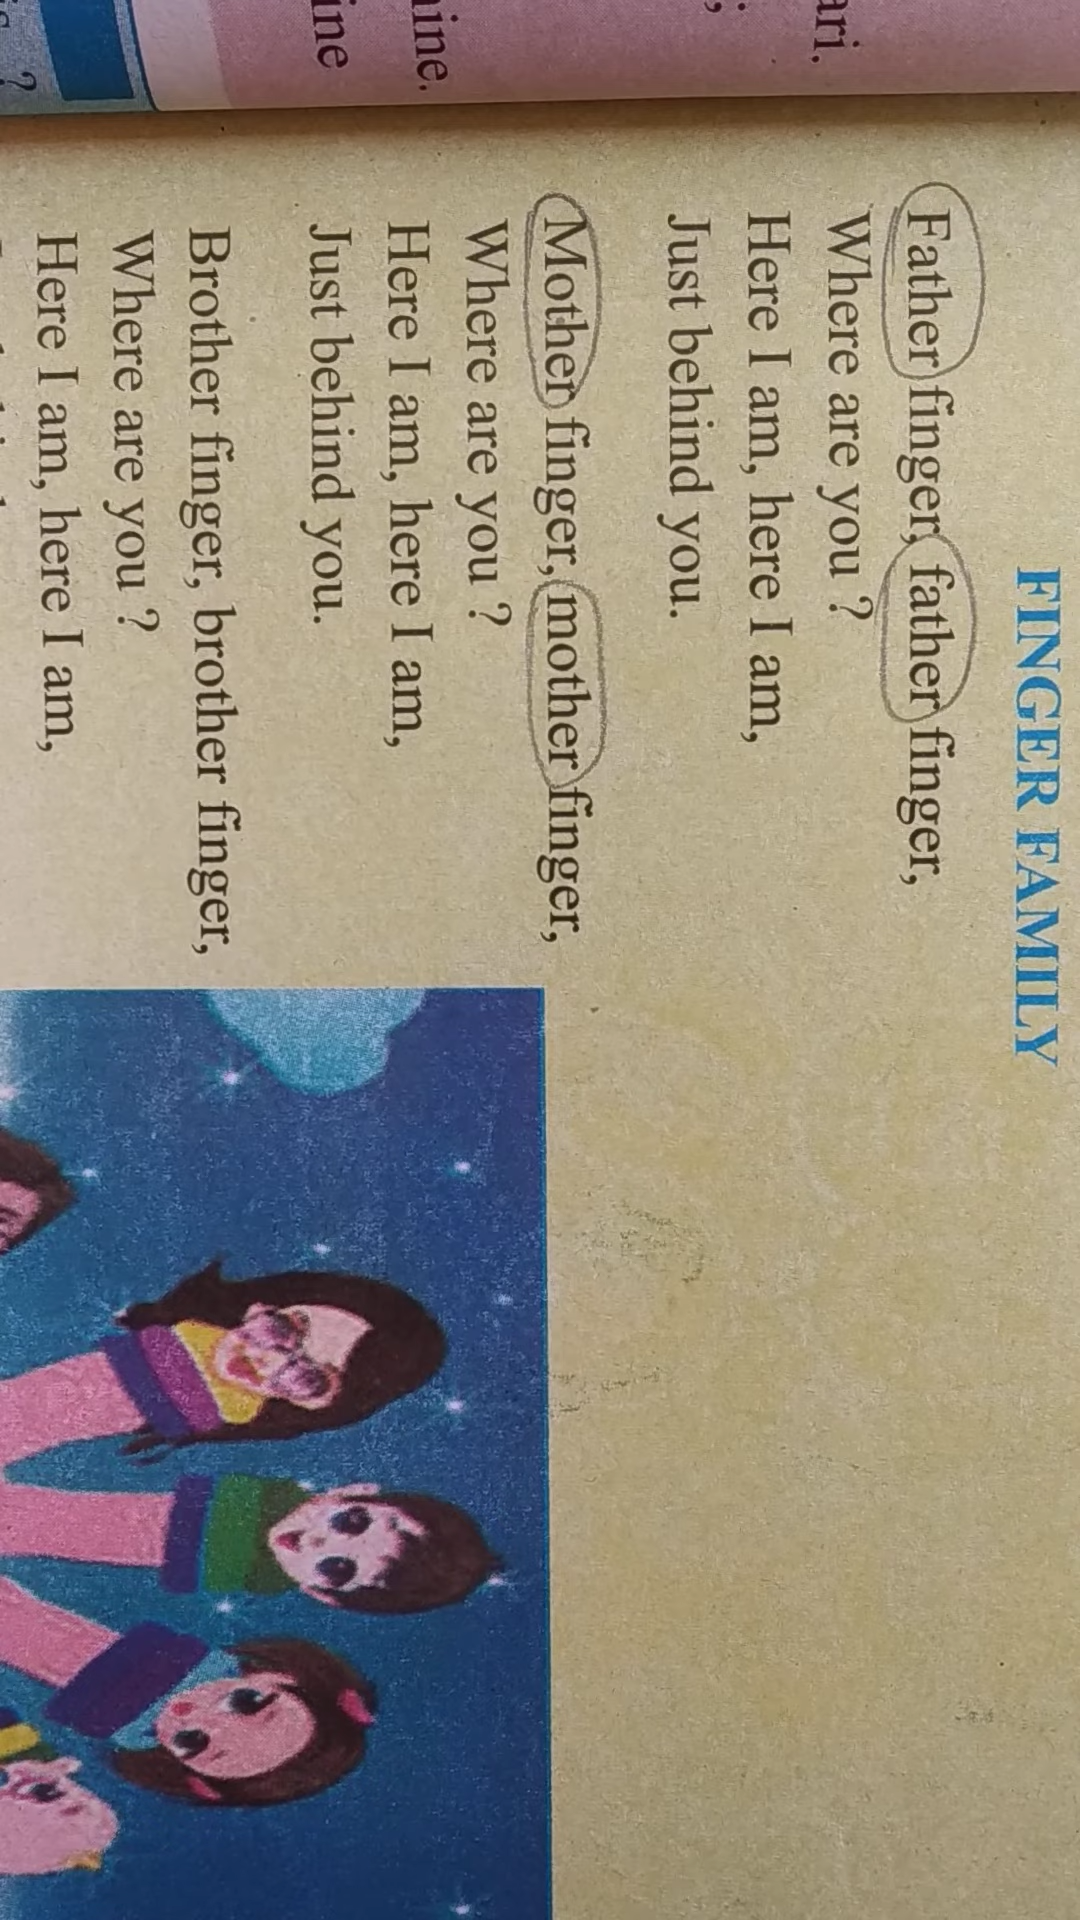 FINGER FAMILY
Father finger, father finger,
Where are you ?
Here I am, here I am,
Just behind you.
Mother finger, mother finger,
Where are you ?
Here I am, here I am,
Just behind you.
Brother finger, brother finger,
Where are you ?
Here I am, here I am,